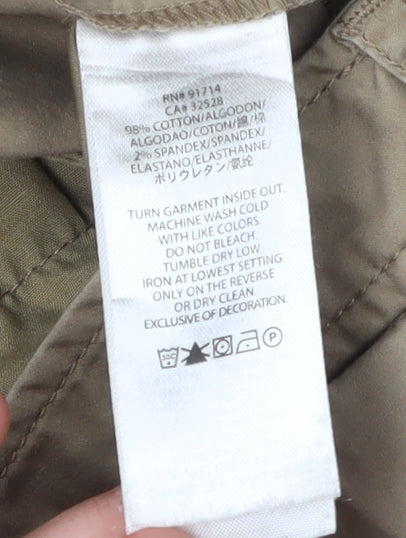 RN# 91714
CA# 32528
98% COTTON/ALGODON/
ALGODAO/COTON/綿/棉
2% SPANDEX/SPANDEX/
ELASTANO/ELASTHANNE/
ポリウレタン/氨纶
TURN GARMENT INSIDE OUT.
MACHINE WASH COLD
WITH LIKE COLORS.
DO NOT BLEACH.
TUMBLE DRY LOW.
IRON AT LOWEST SETTING
ONLY ON THE REVERSE
OR DRY CLEAN.
EXCLUSIVE OF DECORATION.
30C P